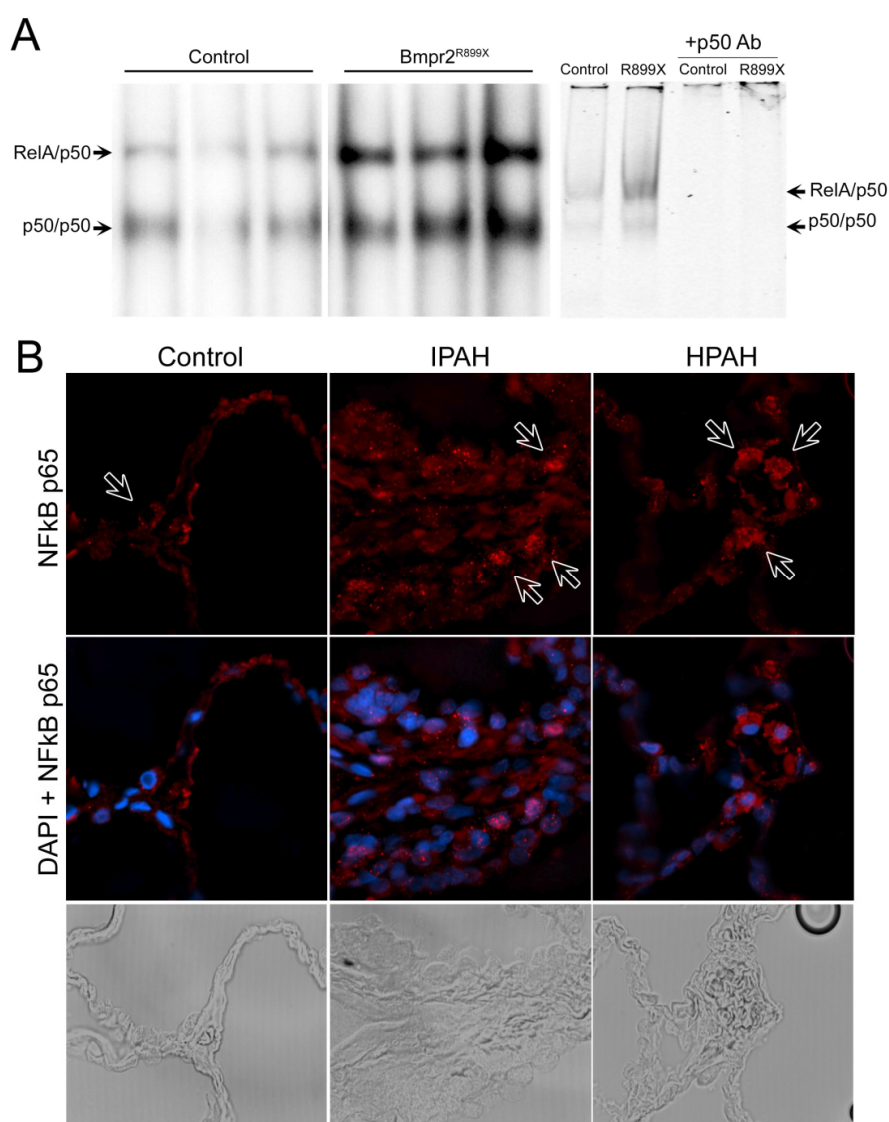 A
Control
Bmpr2R899X
+p50 Ab
Control R899X Control R899X
RelA/p50
p50/p50
RelA/p50
p50/p50
B
Control IPAH HPAH
NFkB p65
DAPI + NFkB p65